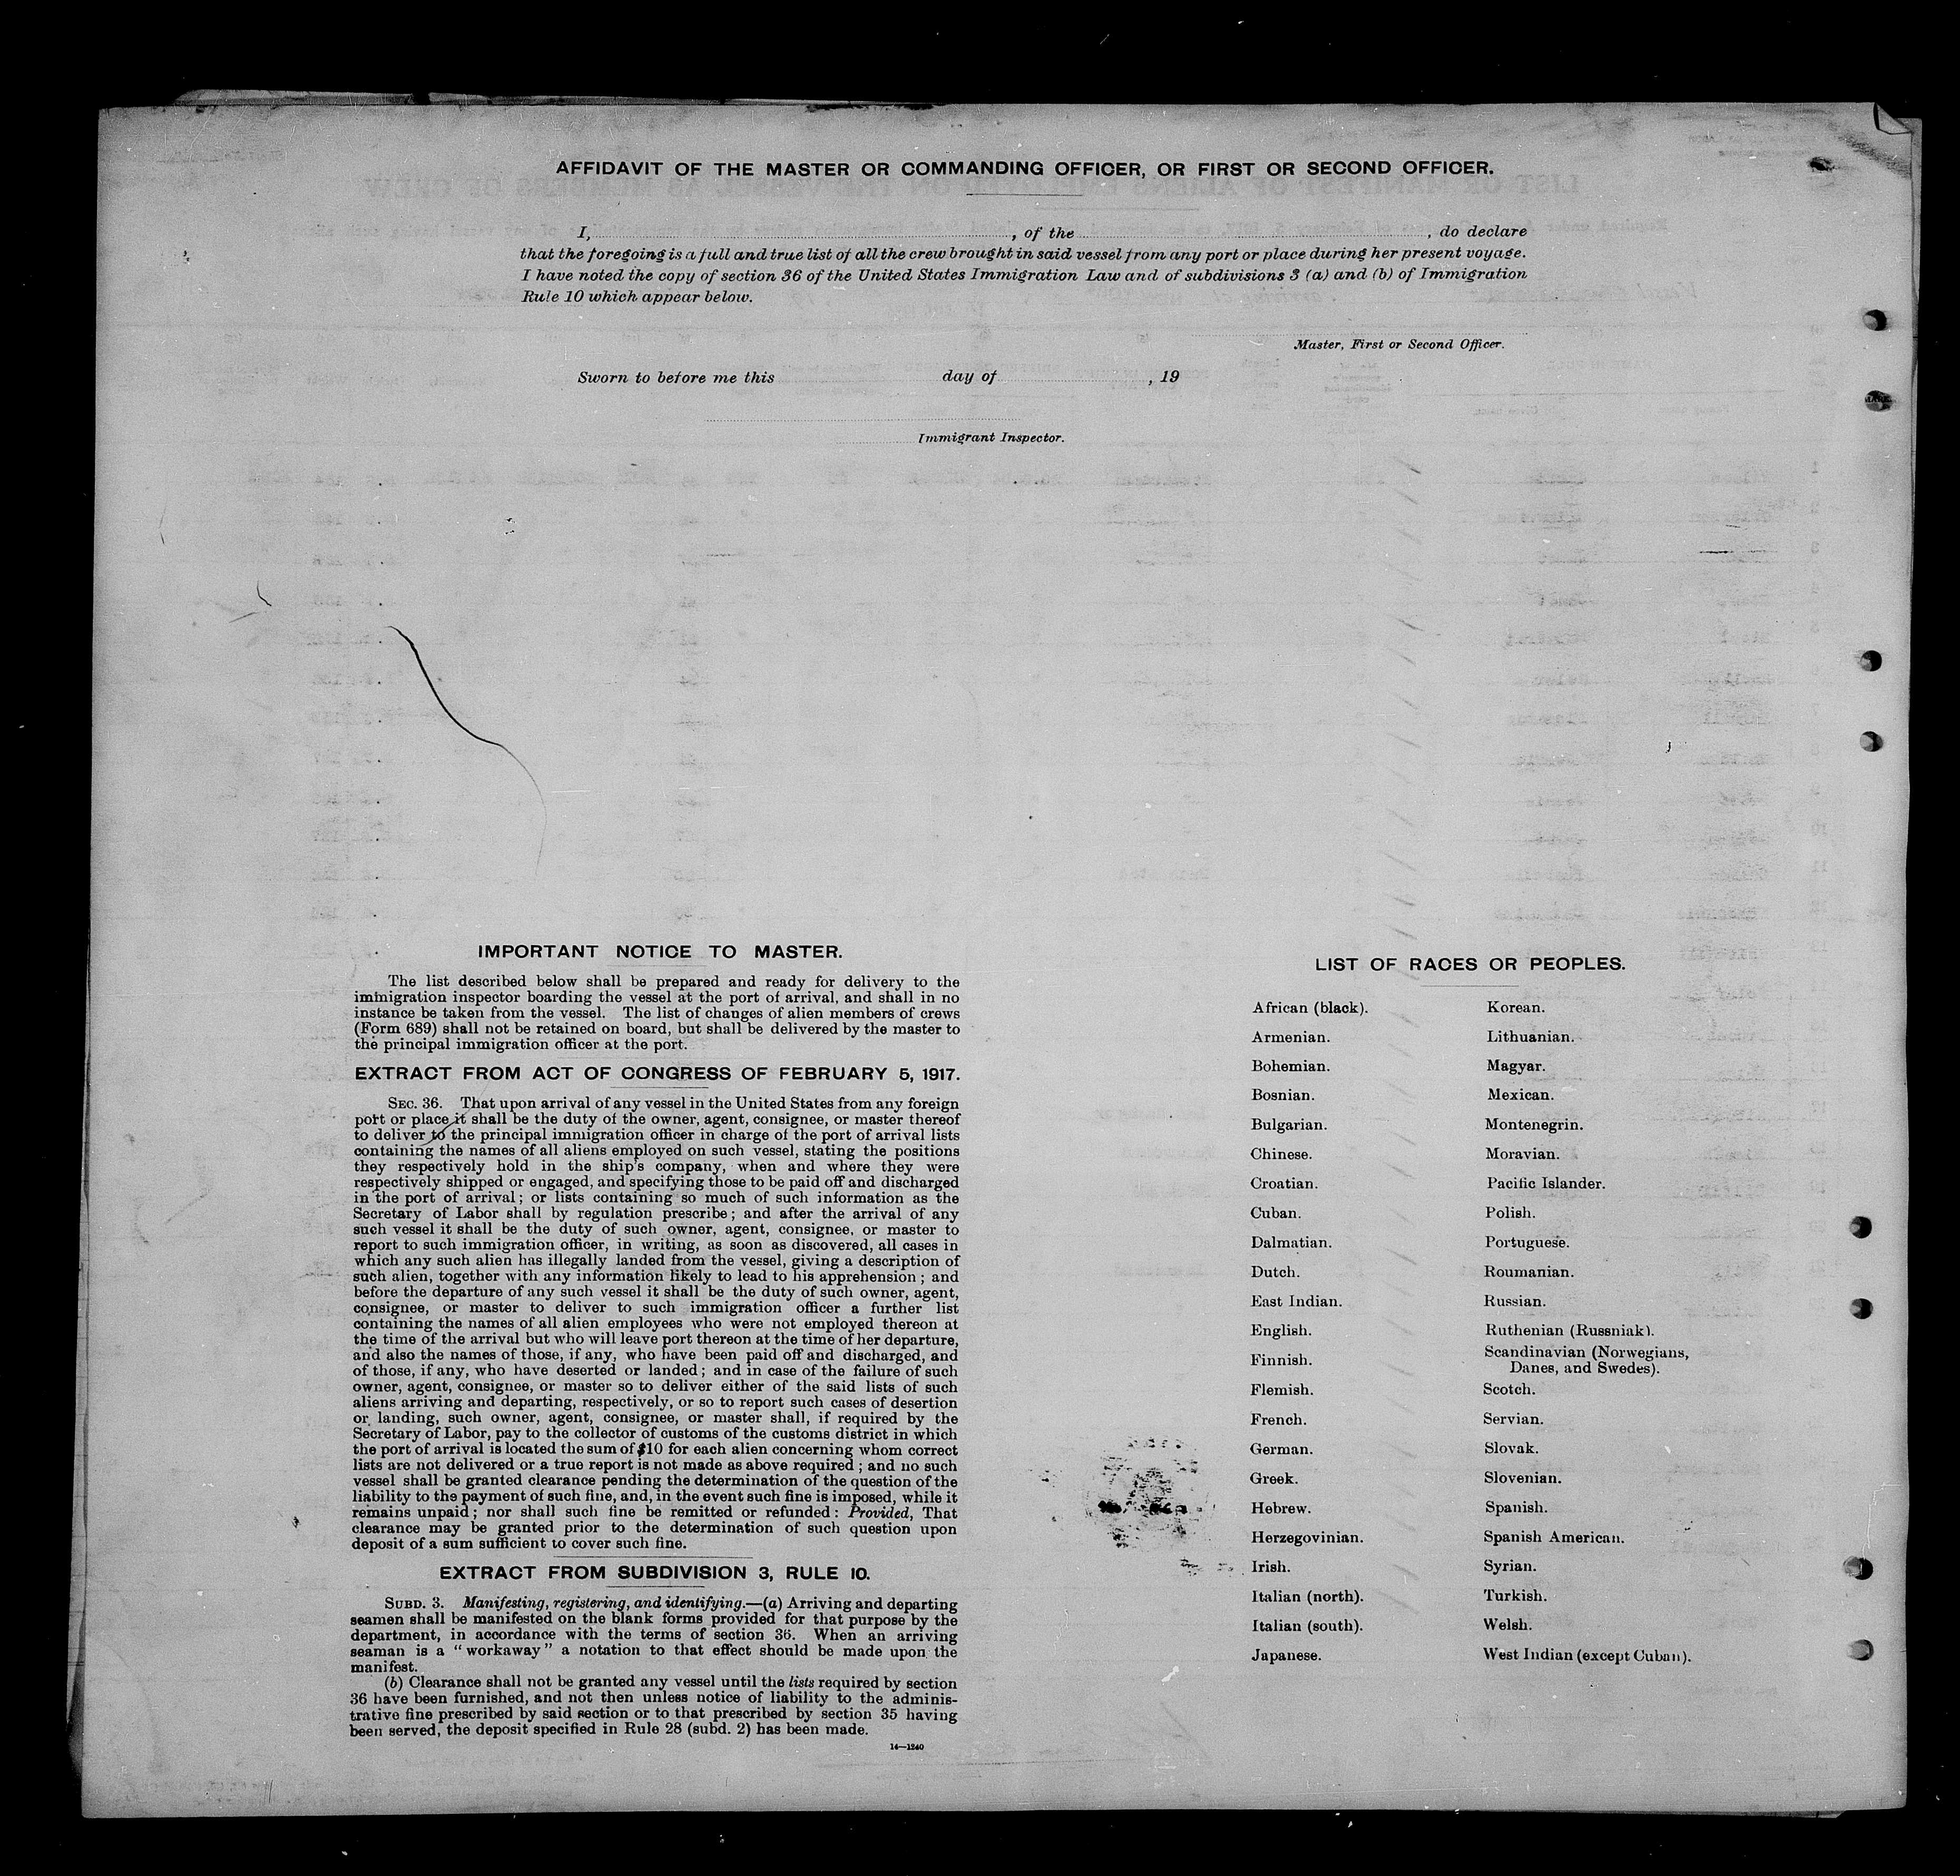 AFFIDAVIT OF THE MASTER OR COMMANDING OFFICER, OR FIRST OR SECOND OFFICER.
I, , of the , do declare
that the foregoing is a full and true list of all the crew brought in said vessel from any port or place during her present voyage.
I have noted the copy of section 36 of the United States Immigration Law and of subdivisions 3 (a) and (b) of Immigration
Rule 10 which appear below.
Master, First or Second Officer.
Sworn to before me this day of , 19
Immigrant Inspector.
IMPORTANT NOTICE TO MASTER.
The list described below shall be prepared and ready for delivery to the
immigration inspector boarding the vessel at the port of arrival, and shall in no
instance be taken from the vessel. The list of changes of alien members of crews
(Form 689) shall not be retained on board, but shall be delivered by the master to
the principal immigration officer at the port.
EXTRACT FROM ACT OF CONGRESS OF FEBRUARY 5, 1917.
SEC. 36. That upon arrival of any vessel in the United States from any foreign
port or place it shall be the duty of the owner, agent, consignee, or master thereof
to deliver to the principal immigration officer in charge of the port of arrival lists
containing the names of all aliens employed on such vessel, stating the positions
they respectively hold in the ship's company, when and where they were
respectively shipped or engaged, and specifying those to be paid off and discharged
in the port of arrival; or lists containing so much of such information as the
Secretary of Labor shall by regulation prescribe; and after the arrival of any
such vessel it shall be the duty of such owner, agent, consignee, or master to
report to such immigration officer, in writing, as soon as discovered, all cases in
which any such alien has illegally landed from the vessel, giving a description of
such alien, together with any information likely to lead to his apprehension; and
before the departure of any such vessel it shall be the duty of such owner, agent,
consignee, or master to deliver to such immigration officer a further list
containing the names of all alien employees who were not employed thereon at
the time of the arrival but who will leave port thereon at the time of her departure,
and also the names of those, if any, who have been paid off and discharged, and
of those, if any, who have deserted or landed; and in case of the failure of such
owner, agent, consignee, or master so to deliver either of the said lists of such
aliens arriving and departing, respectively, or so to report such cases of desertion
or landing, such owner, agent, consignee, or master shall, if required by the
Secretary of Labor, pay to the collector of customs of the customs district in which
the port of arrival is located the sum of $10 for each alien concerning whom correct
lists are not delivered or a true report is not made as above required; and no such
vessel shall be granted clearance pending the determination of the question of the
liability to the payment of such fine, and, in the event such fine is imposed, while it
remains unpaid; nor shall such fine be remitted or refunded: Provided, That
clearance may be granted prior to the determination of such question upon
deposit of a sum sufficient to cover such fine.
EXTRACT FROM SUBDIVISION 3, RULE 10.
SUBD. 3. Manifesting, registering, and identifying.—(a) Arriving and departing
seamen shall be manifested on the blank forms provided for that purpose by the
department, in accordance with the terms of section 36. When an arriving
seaman is a "workaway" a notation to that effect should be made upon the
manifest.
(b) Clearance shall not be granted any vessel until the lists required by section
36 have been furnished, and not then unless notice of liability to the adminis-
trative fine prescribed by said section or to that prescribed by section 35 having
been served, the deposit specified in Rule 28 (subd. 2) has been made.
14—1240
LIST OF RACES OR PEOPLES.
African (black).
Armenian.
Bohemian.
Bosnian.
Bulgarian.
Chinese.
Croatian.
Cuban.
Dalmatian.
Dutch.
East Indian.
English.
Finnish.
Flemish.
French.
German.
Greek.
Hebrew.
Herzegovinian.
Irish.
Italian (north).
Italian (south).
Japanese.
Korean.
Lithuanian.
Magyar.
Mexican.
Montenegrin.
Moravian.
Pacific Islander.
Polish.
Portuguese.
Roumanian.
Russian.
Ruthenian (Russniak).
Scandinavian (Norwegians,
Danes, and Swedes).
Scotch.
Servian.
Slovak.
Slovenian.
Spanish.
Spanish American.
Syrian.
Turkish.
Welsh.
West Indian (except Cuban).